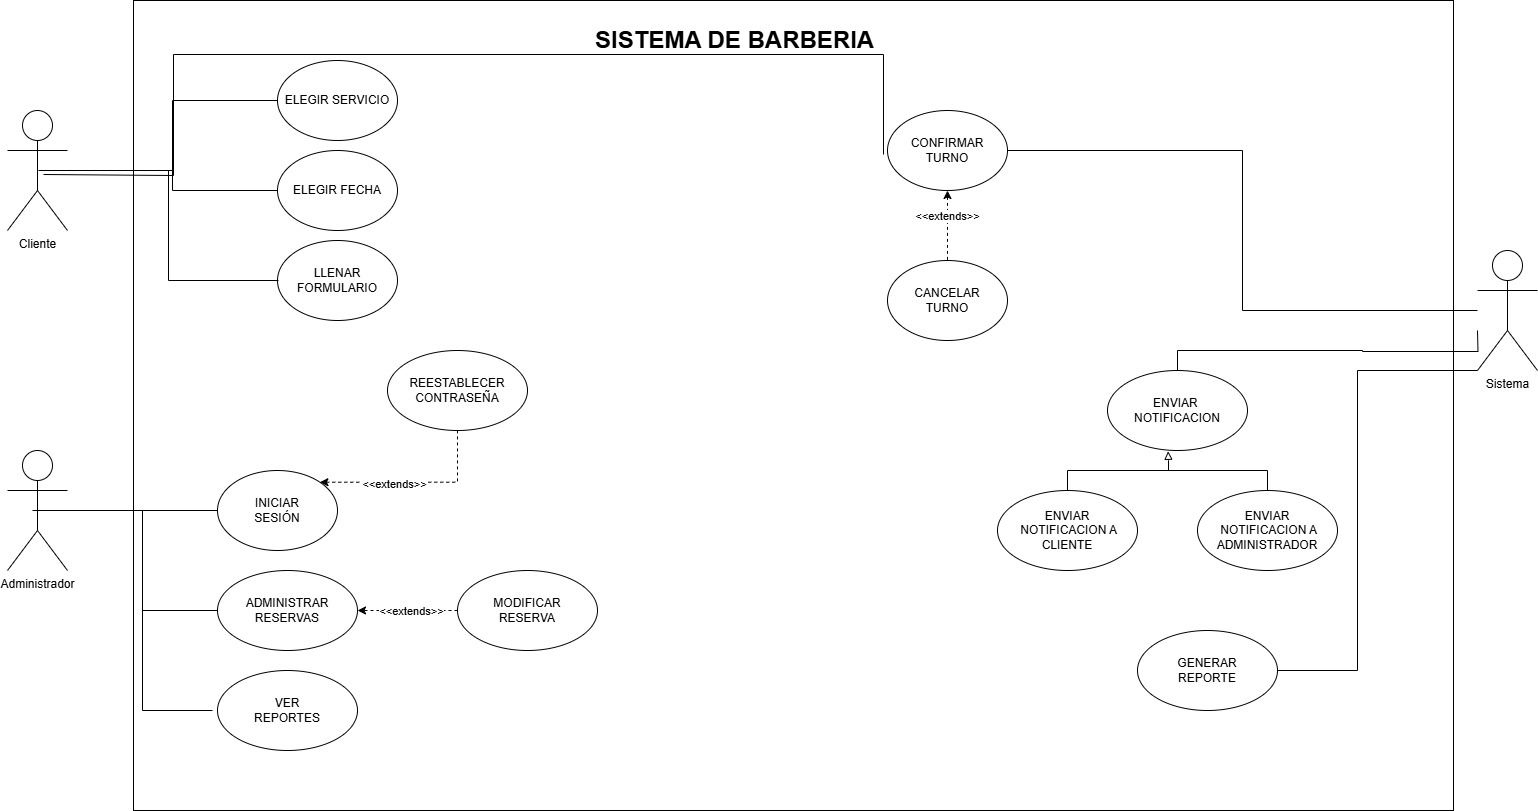 SISTEMA DE BARBERIA
ELEGIR SERVICIO
ELEGIR FECHA
LLENAR
FORMULARIO
Cliente
CONFIRMAR
TURNO
<<extends>>
CANCELAR
TURNO
Sistema
REESTABLECER
CONTRASEÑA
<<extends>>
INICIAR
SESIÓN
Administrador
ADMINISTRAR
RESERVAS
<<extends>>
MODIFICAR
RESERVA
VER
REPORTES
ENVIAR
NOTIFICACION
ENVIAR
NOTIFICACION A
CLIENTE
ENVIAR
NOTIFICACION A
ADMINISTRADOR
GENERAR
REPORTE